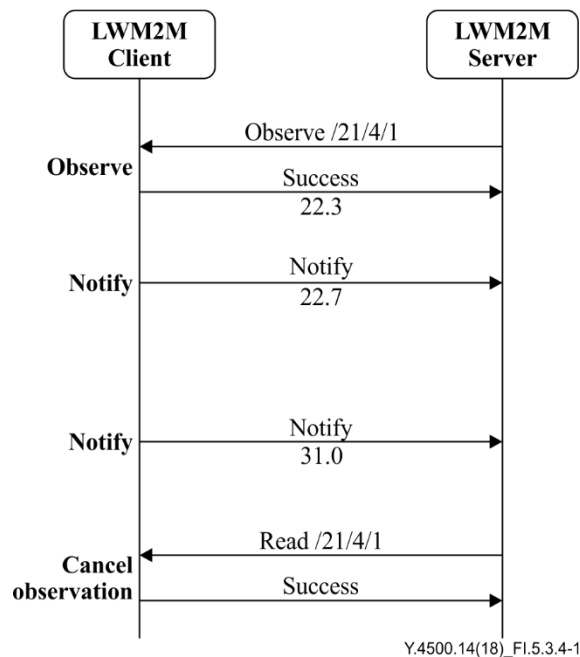 LWM2M
Client
LWM2M
Server
Observe /21/4/1
Observe
Success
22.3
Notify
Notify
22.7
Notify
Notify
31.0
Read /21/4/1
Cancel
observation
Success
Y.4500.14(18)_FI.5.3.4-1